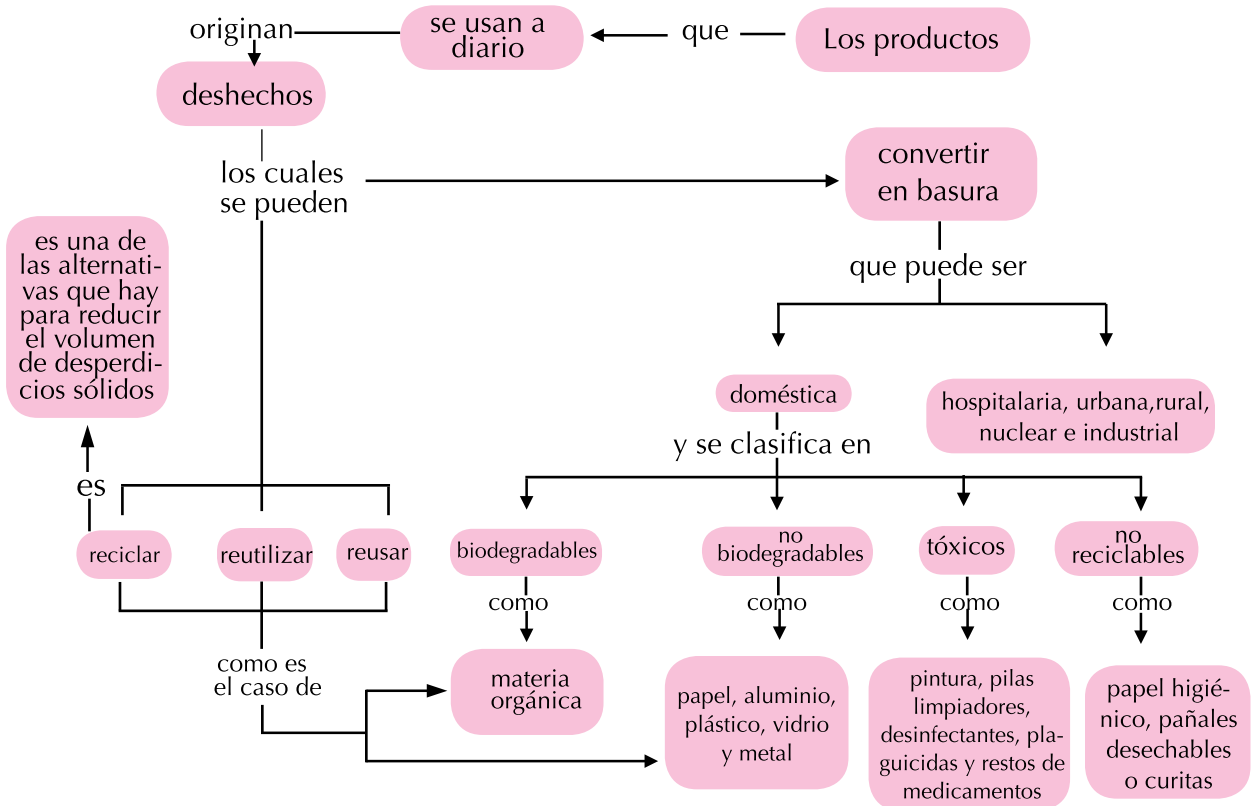 Los productos
que
se usan a
diario
originan
deshechos
los cuales
se pueden
convertir
en basura
que puede ser
doméstica
hospitalaria, urbana,rural,
nuclear e industrial
y se clasifica en
biodegradables
no
biodegradables
tóxicos
no
reciclables
como
como
como
como
materia
orgánica
papel, aluminio,
plástico, vidrio
y metal
pintura, pilas
limpiadores,
desinfectantes, pla-
guicidas y restos de
medicamentos
papel higié-
nico, pañales
desechables
o curitas
reciclar
reutilizar
reusar
es
es una de
las alternati-
vas que hay
para reducir
el volumen
de desperdi-
cios sólidos
como es
el caso de